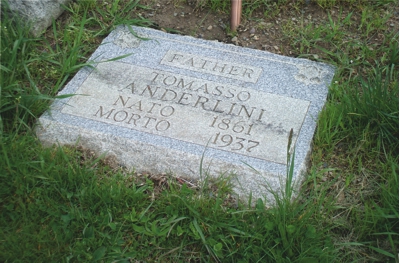 FATHER
TOMASSO
ANDERLINI
NATO 1861
MORTO 1937